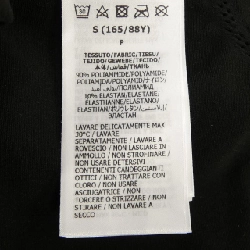 S (165/88Y)
F
TESSUTO/FABRIC/TISSU/
TEJIDO/GEWEBE/TECIDO/
90% POLIAMIDE/POLYAMIDE/
POLYAMID/POLIAMIDA/
10% ELASTAN/ELASTANE/
ELASTHANNE/ELASTANO/
ЭЛАСТАН
LAVARE DELICATAMENTE MAX
30°C / LAVARE
SEPARATAMENTE / LAVARE A
ROVESCIO / NON LASCIARE IN
AMMOLLO / NON STROFINARE /
NON USARE DETERSIVI
CONTENENTI CANDEGGIANTI
OTTICI / NON TRATTARE CON
CLORO / NON USARE
ASCIUGATRICE / NON
TORCERE O STRIZZARE / NON
STIRARE / NON LAVARE A
SECCO